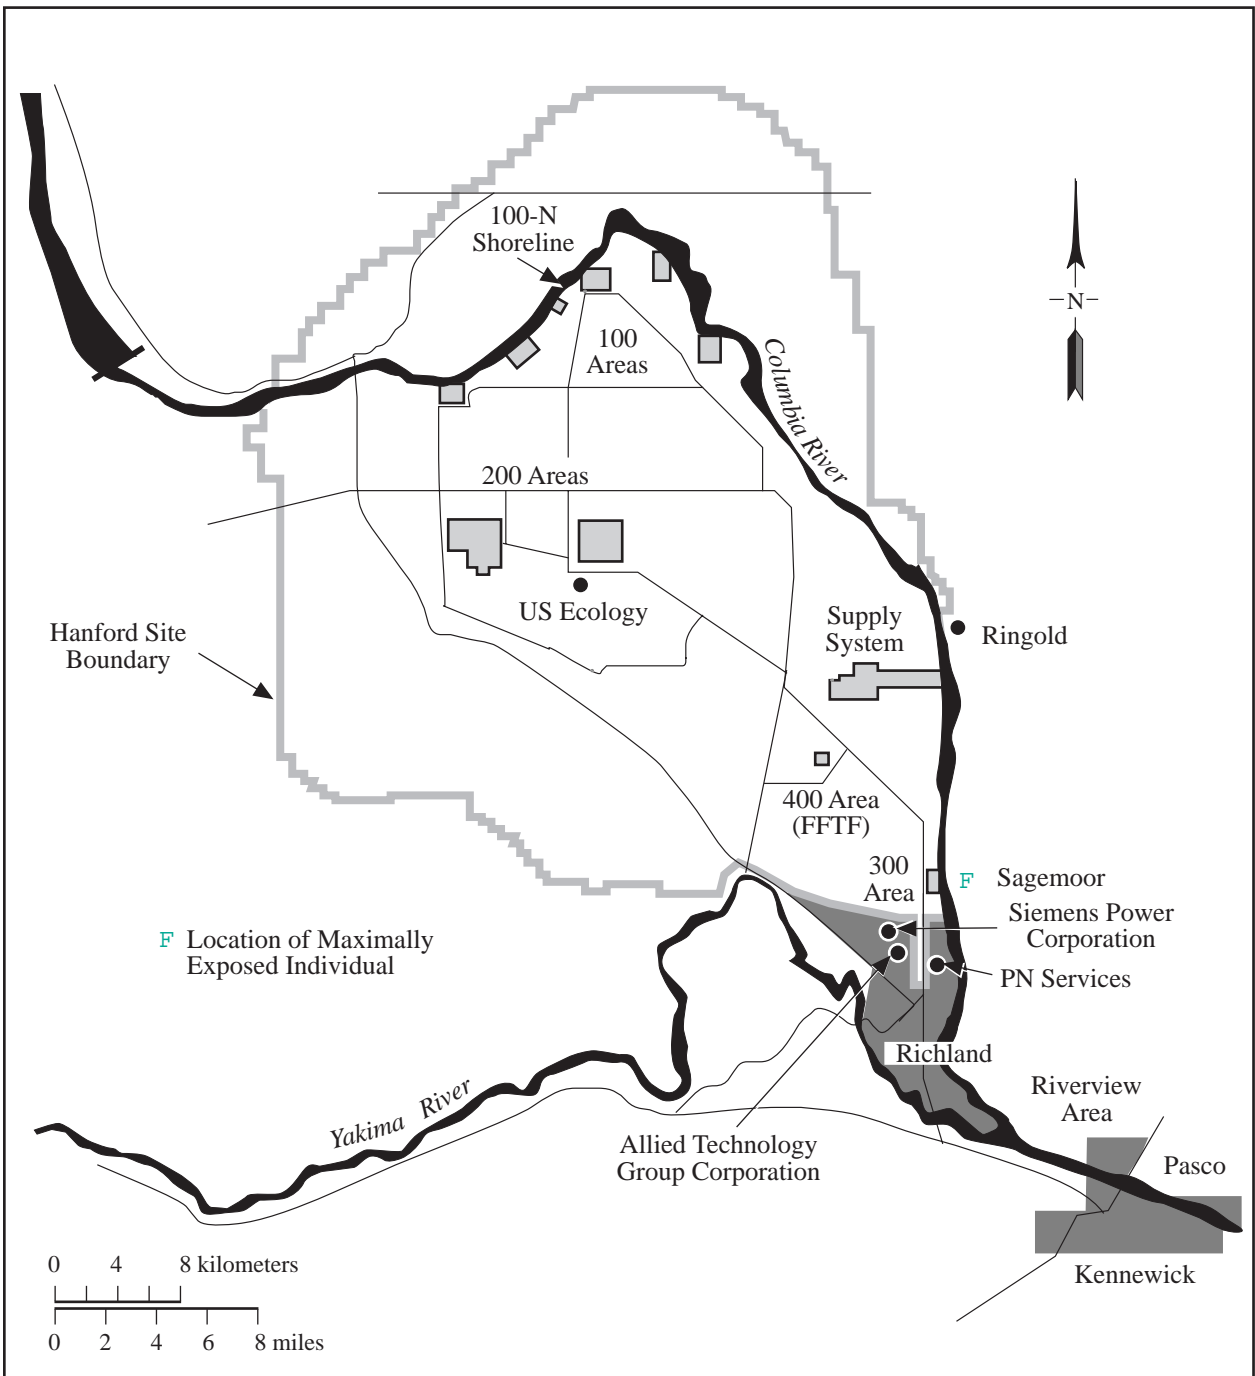 100-N
Shoreline
N
100
Areas
Columbia River
200 Areas
US Ecology
Supply
System
Ringold
Hanford Site
Boundary
400 Area
(FFTF)
300
Area
F Sagemoor
Siemens Power
Corporation
F Location of Maximally
Exposed Individual
PN Services
Richland
Riverview
Area
Yakima River
Allied Technology
Group Corporation
Pasco
0 4 8 kilometers
Kennewick
0 2 4 6 8 miles